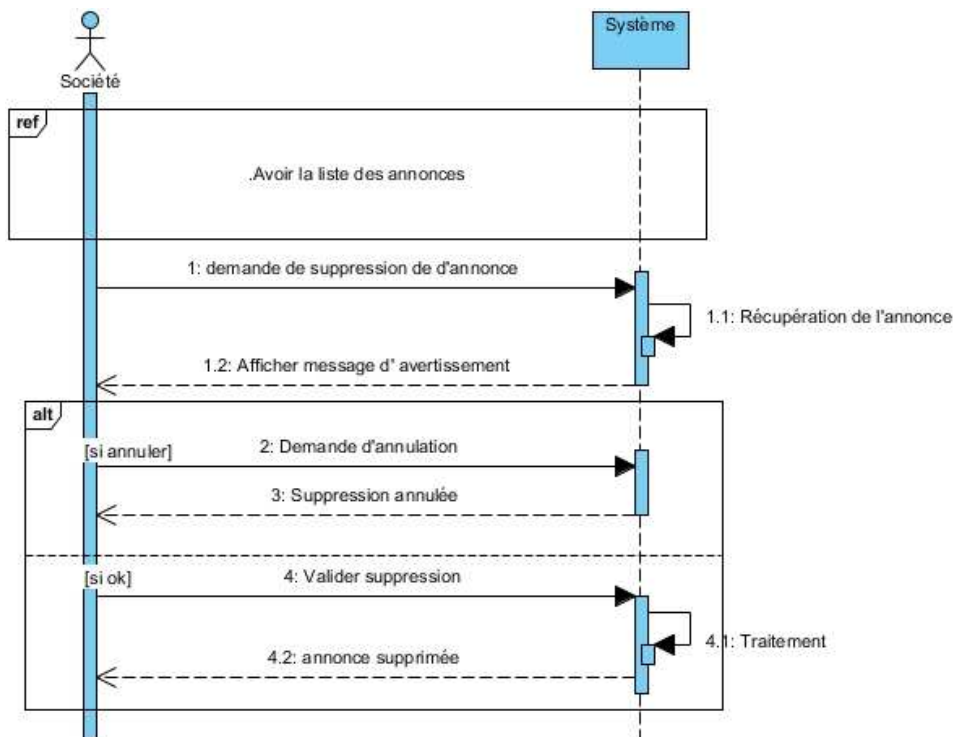 Système
Société
ref
.Avoir la liste des annonces
1: demande de suppression de d'annonce
1.1: Récupération de l'annonce
1.2: Afficher message d' avertissement
alt
[si annuler]
2: Demande d'annulation
3: Suppression annulée
[si ok]
4: Valider suppression
4.1: Traitement
4.2: annonce supprimée